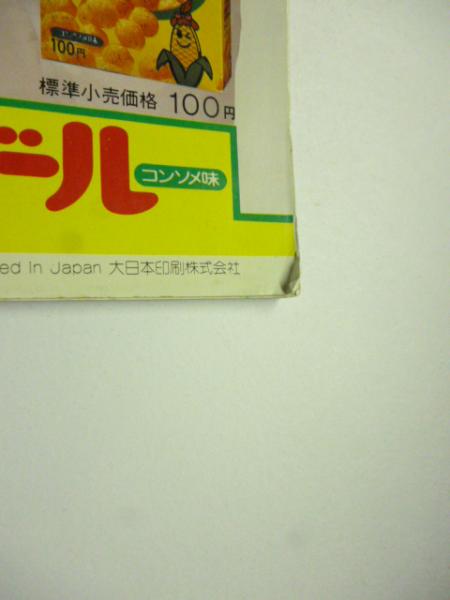 コンソメ味
100円
標準小売価格 100円
ドール
コンソメ味
ed In Japan 大日本印刷株式会社